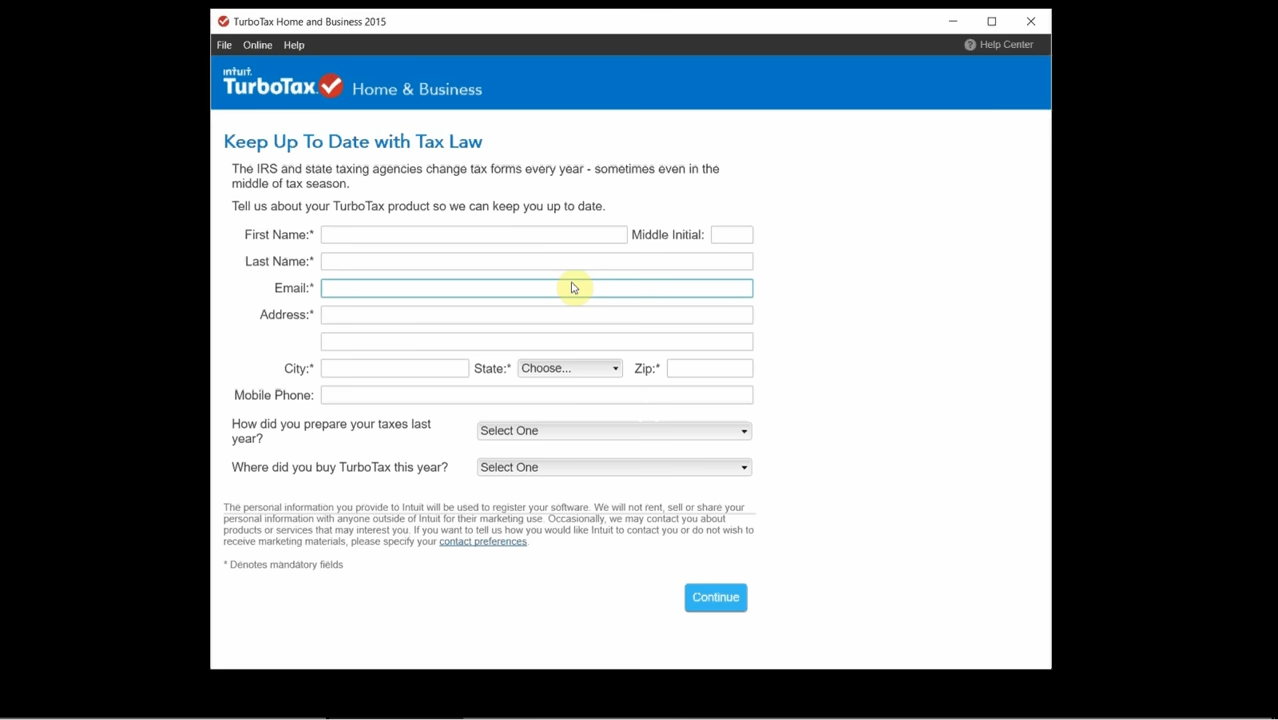 TurboTax Home and Business 2015
File Online Help Help Center
intuit.
TurboTax. Home & Business
Keep Up To Date with Tax Law
The IRS and state taxing agencies change tax forms every year - sometimes even in the
middle of tax season.
Tell us about your TurboTax product so we can keep you up to date.
First Name:* Middle Initial:
Last Name:*
Email:*
Address:*
City:* State:* Choose... Zip:*
Mobile Phone:
How did you prepare your taxes last
year? Select One
Where did you buy TurboTax this year? Select One
The personal information you provide to Intuit will be used to register your software. We will not rent, sell or share your
personal information with anyone outside of Intuit for their marketing use. Occasionally, we may contact you about
products or services that may interest you. If you want to tell us how you would like Intuit to contact you or do not wish to
receive marketing materials, please specify your contact preferences.
* Denotes mandatory fields
Continue